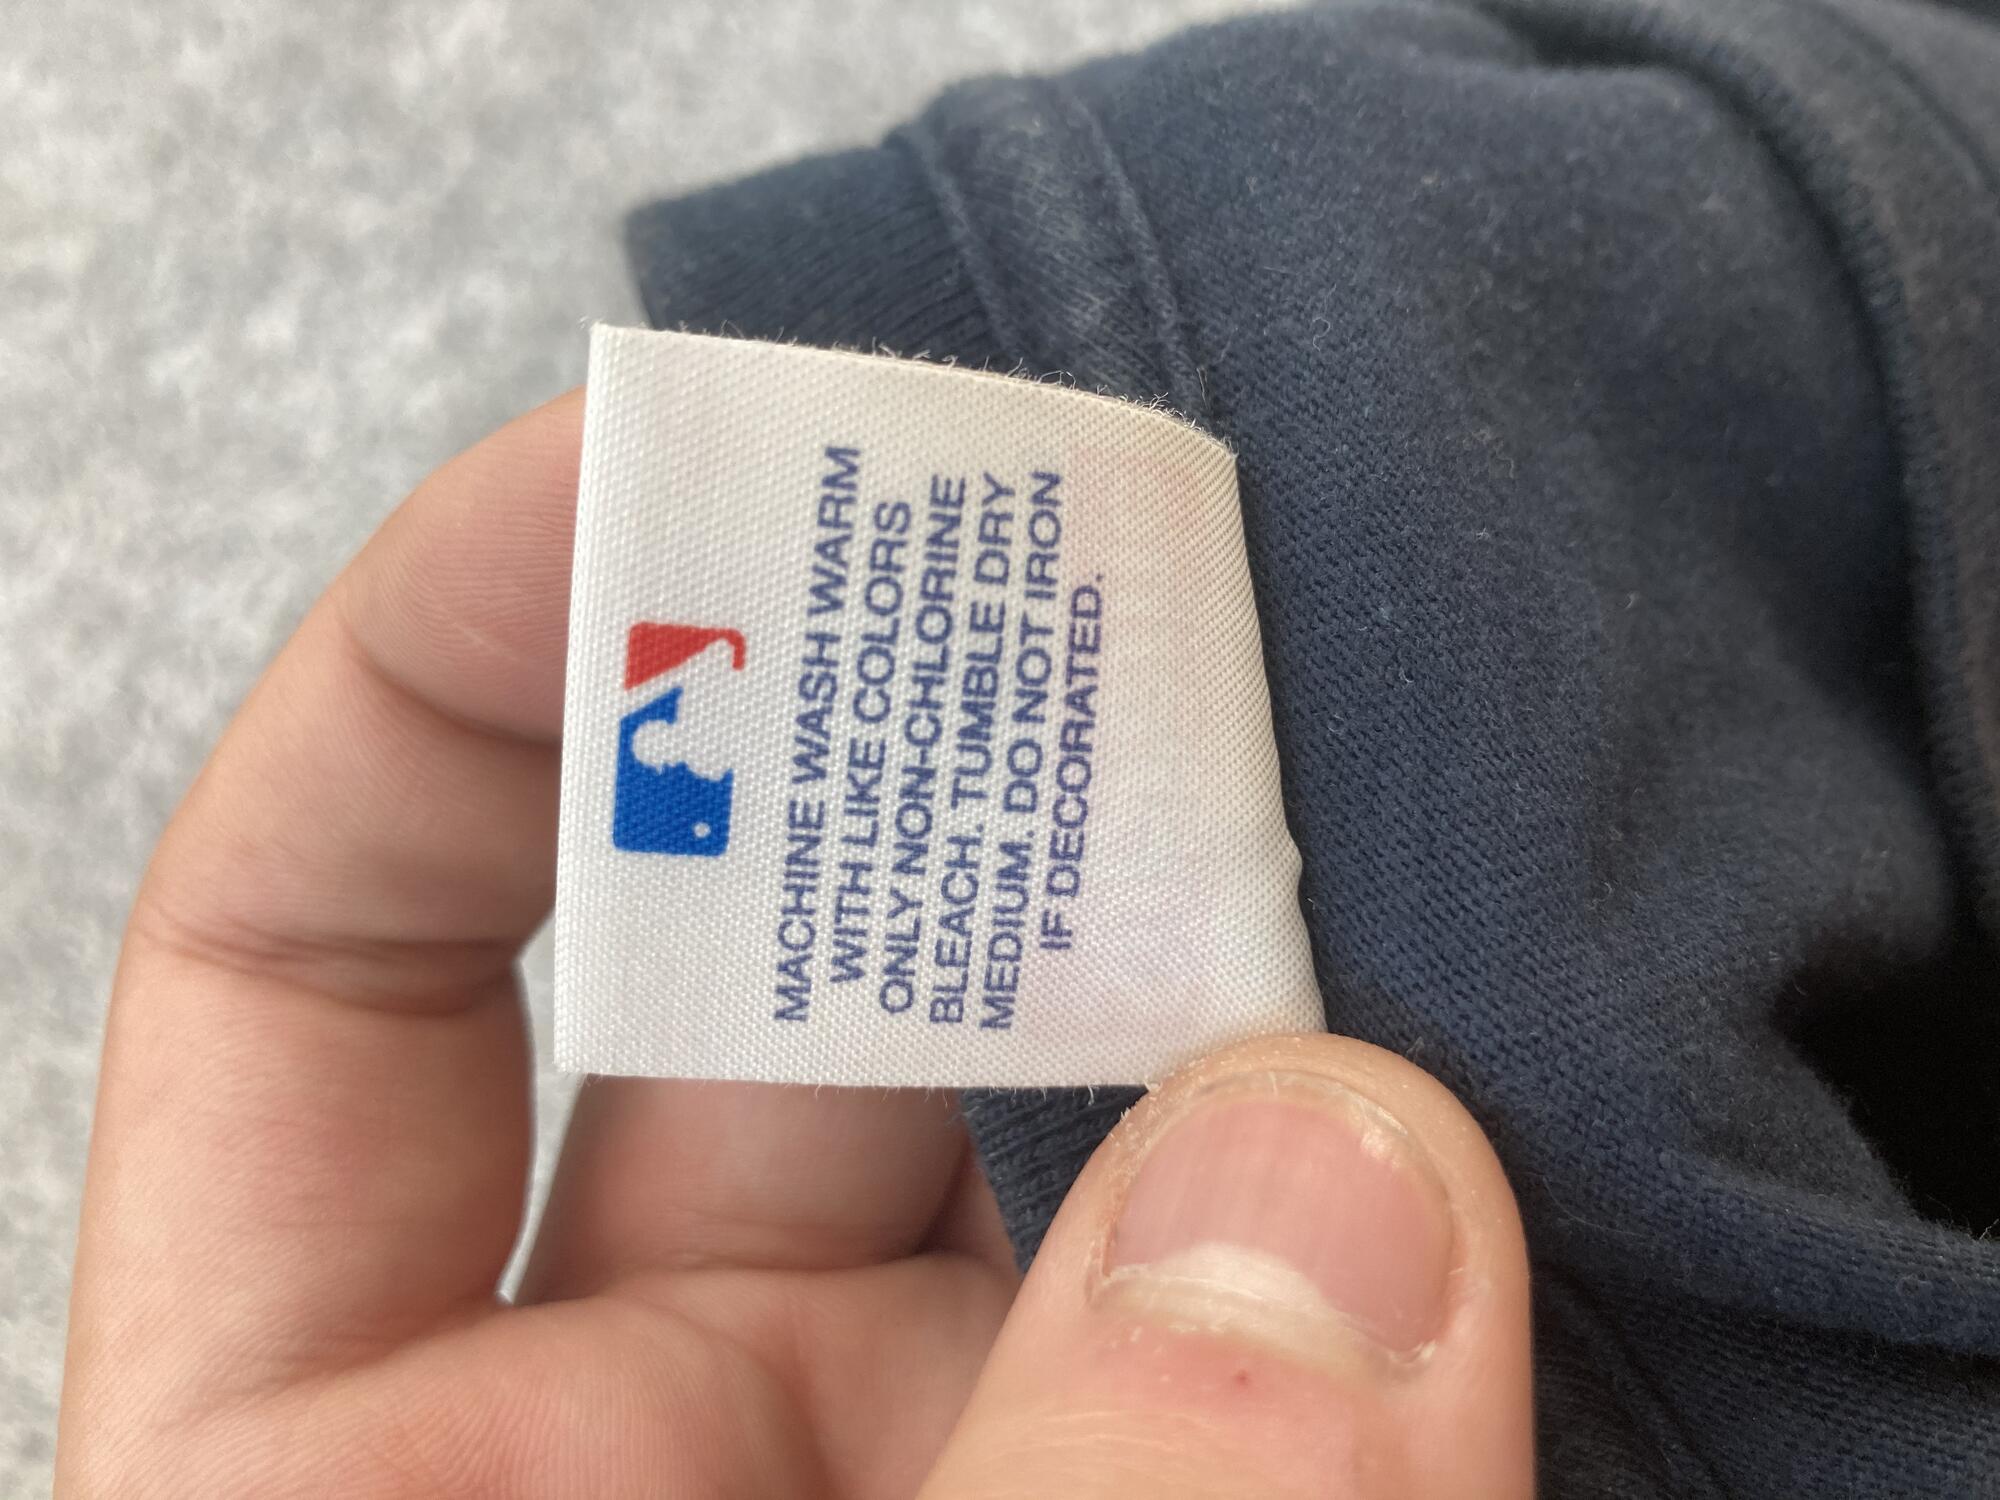 MACHINE WASH WARM
WITH LIKE COLORS
ONLY NON-CHLORINE
BLEACH. TUMBLE DRY
MEDIUM. DO NOT IRON
IF DECORATED.